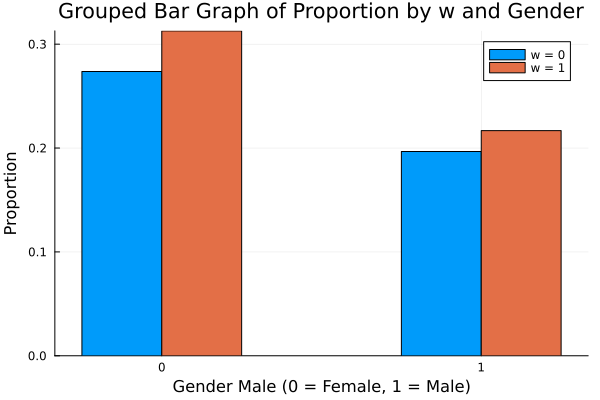 Grouped Bar Graph of Proportion by w and Gender
w = 0
w = 1
Proportion
0.3
0.2
0.1
0.0
0
1
Gender Male (0 = Female, 1 = Male)